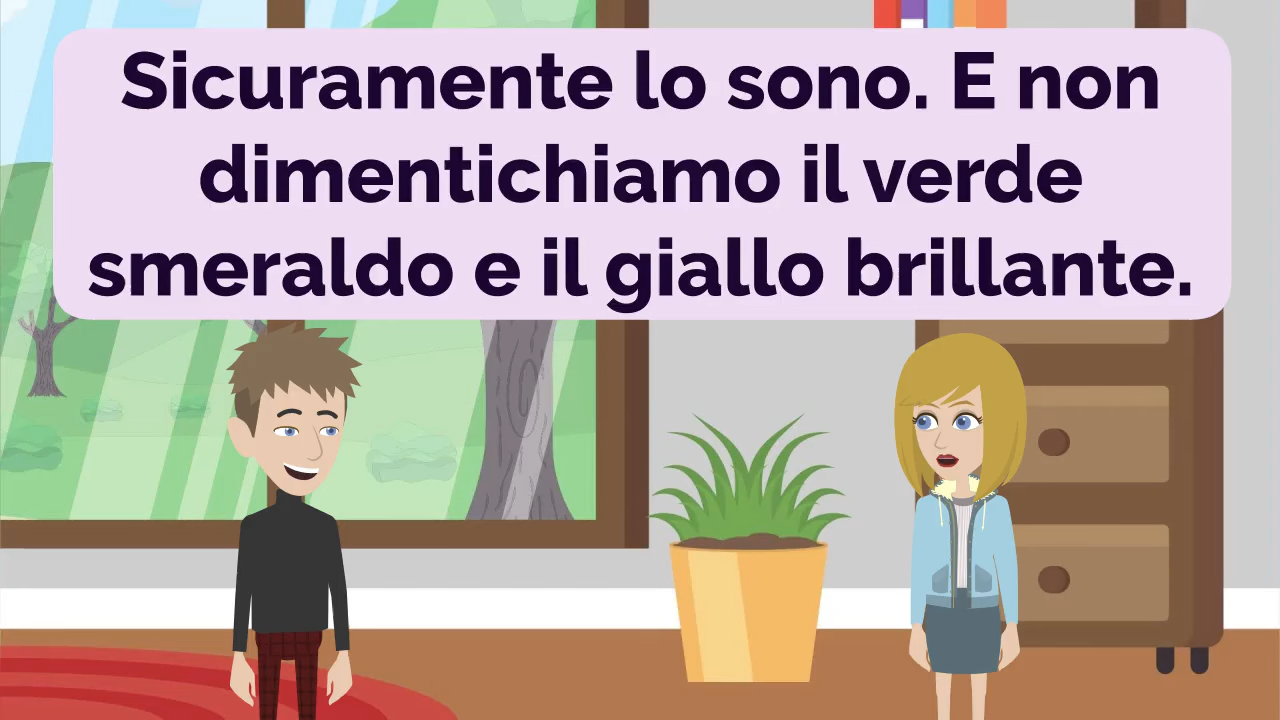 Sicuramente lo sono. E non
dimentichiamo il verde
smeraldo e il giallo brillante.